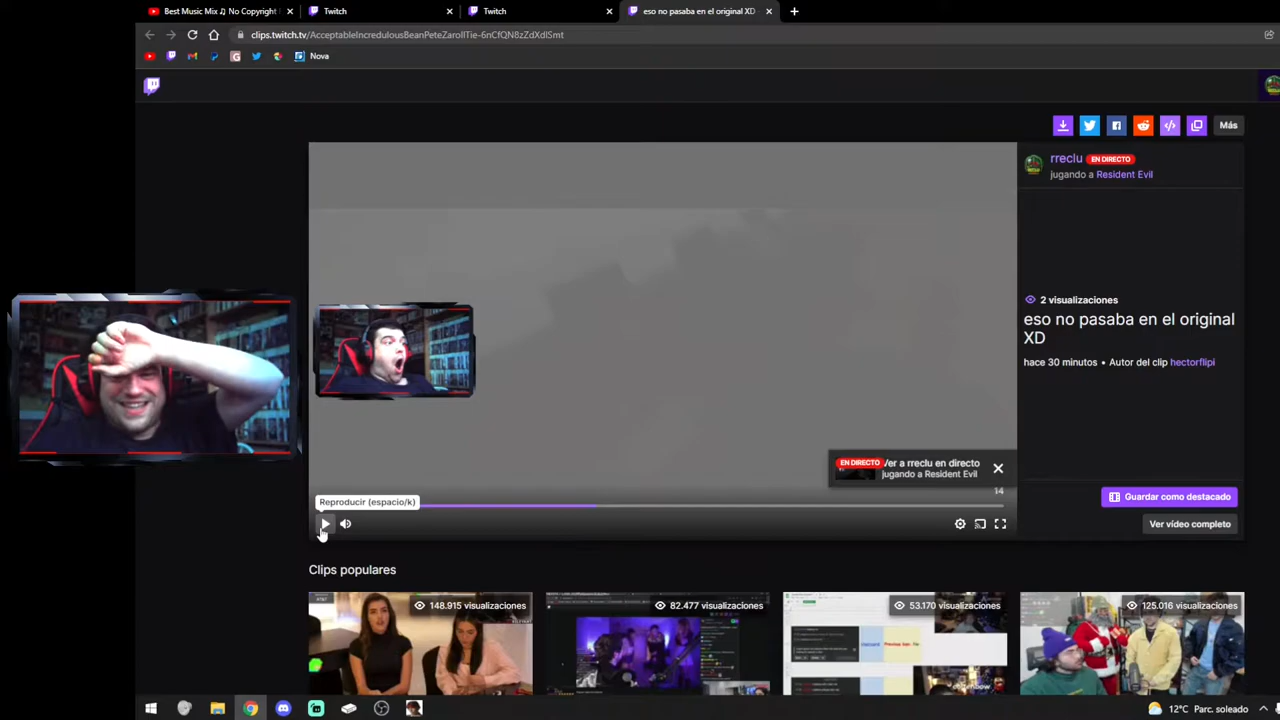 Best Music Mix ♫ No Copyright
Twitch
Twitch
eso no pasaba en el original XD
clips.twitch.tv/AcceptableIncredulousBeanPeteZarollTie-6nCfQN8zZdXdlSmt
Nova
Más
rreclu EN DIRECTO
jugando a Resident Evil
2 visualizaciones
eso no pasaba en el original
XD
hace 30 minutos • Autor del clip hectorflipi
EN DIRECTO
Ver a rreclu en directo
jugando a Resident Evil
14
Reproducir (espacio/k)
Guardar como destacado
Ver vídeo completo
Clips populares
148.915 visualizaciones
82.477 visualizaciones
53.170 visualizaciones
125.016 visualizaciones
12°C Parc. soleado